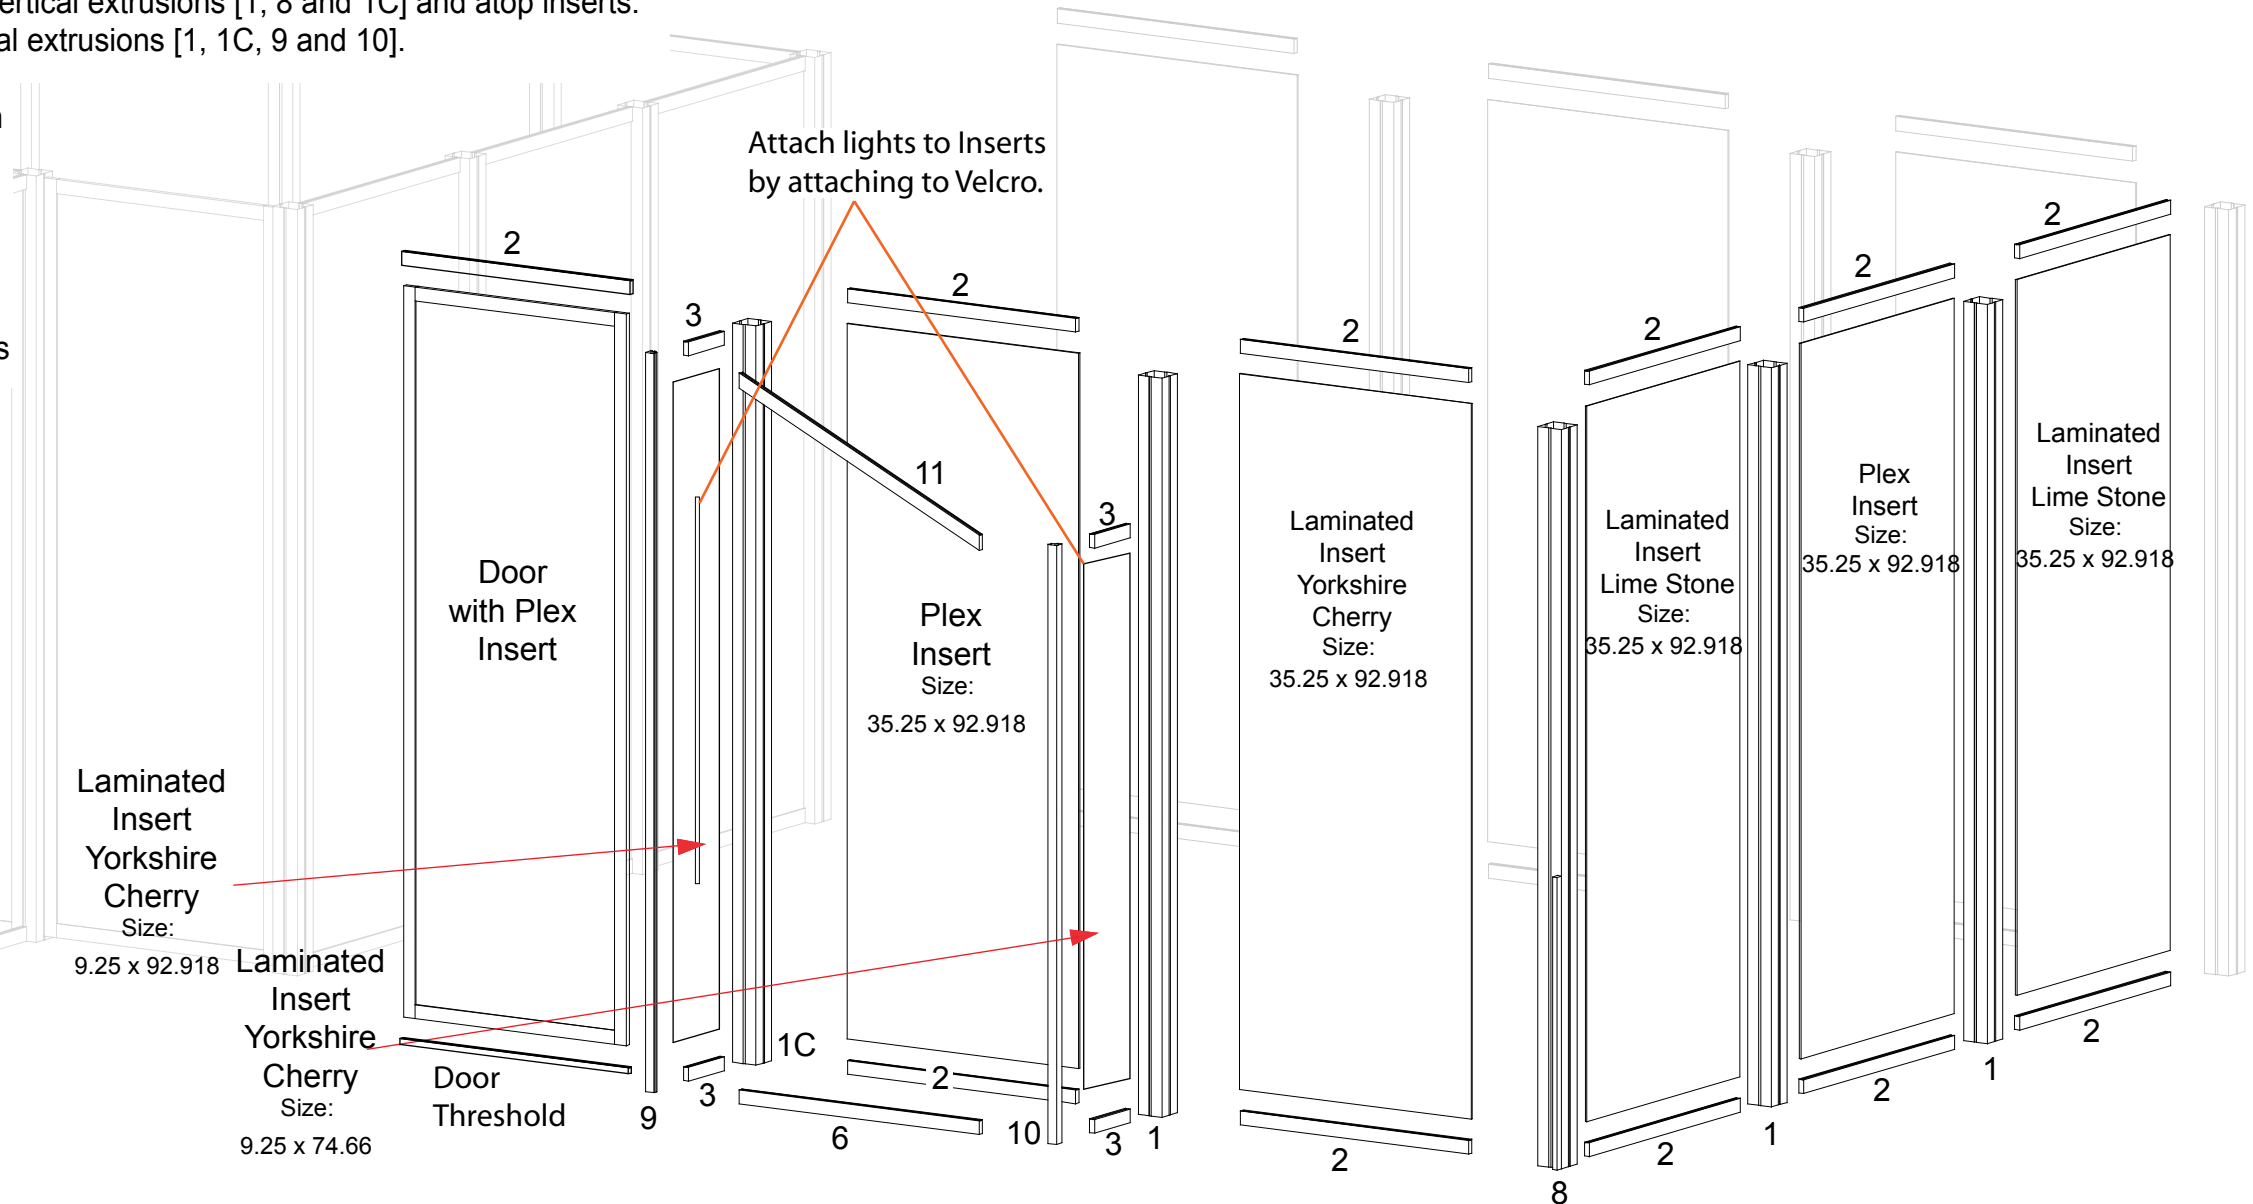 vertical extrusions [1, 8 and 1C] and atop inserts.
al extrusions [1, 1C, 9 and 10].
Attach lights to Inserts
by attaching to Velcro.
2
3
2
11
3
2
2
2
2
Door
with Plex
Insert
Plex
Insert
Size:
35.25 x 92.918
Laminated
Insert
Yorkshire
Cherry
Size:
35.25 x 92.918
Laminated
Insert
Lime Stone
Size:
35.25 x 92.918
Plex
Insert
Size:
35.25 x 92.918
Laminated
Insert
Lime Stone
Size:
35.25 x 92.918
Laminated
Insert
Yorkshire
Cherry
Size:
9.25 x 92.918
Laminated
Insert
Yorkshire
Cherry
Size:
9.25 x 74.66
Door
Threshold
9
3
1C
6
2
10
3
1
2
8
2
1
2
1
2